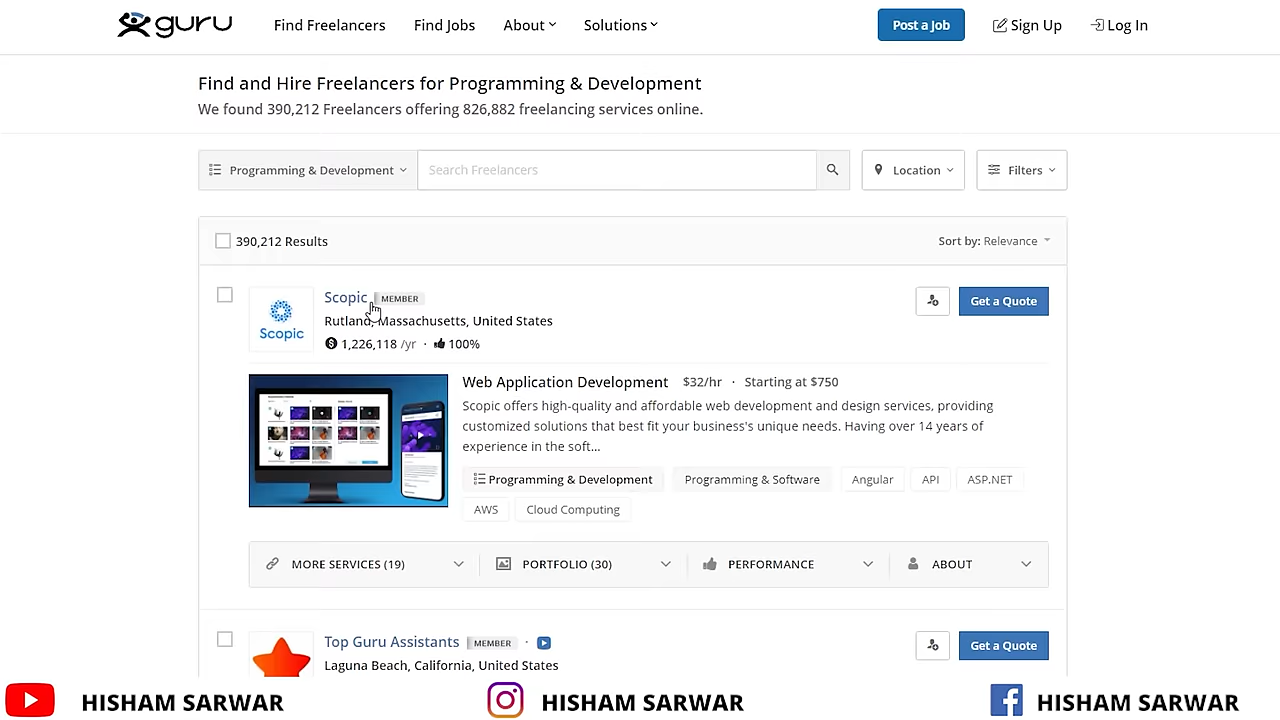 guru Find Freelancers Find Jobs About Solutions Post a Job Sign Up Log In
Find and Hire Freelancers for Programming & Development
We found 390,212 Freelancers offering 826,882 freelancing services online.
Programming & Development Search Freelancers Location Filters
390,212 Results Sort by: Relevance
Scopic MEMBER Get a Quote
Scopic
Rutland, Massachusetts, United States
1,226,118 /yr · 100%
Web Application Development $32/hr · Starting at $750
Scopic offers high-quality and affordable web development and design services, providing
customized solutions that best fit your business's unique needs. Having over 14 years of
experience in the soft...
Programming & Development Programming & Software Angular API ASP.NET
AWS Cloud Computing
MORE SERVICES (19) PORTFOLIO (30) PERFORMANCE ABOUT
Top Guru Assistants MEMBER · Get a Quote
Laguna Beach, California, United States
HISHAM SARWAR HISHAM SARWAR HISHAM SARWAR